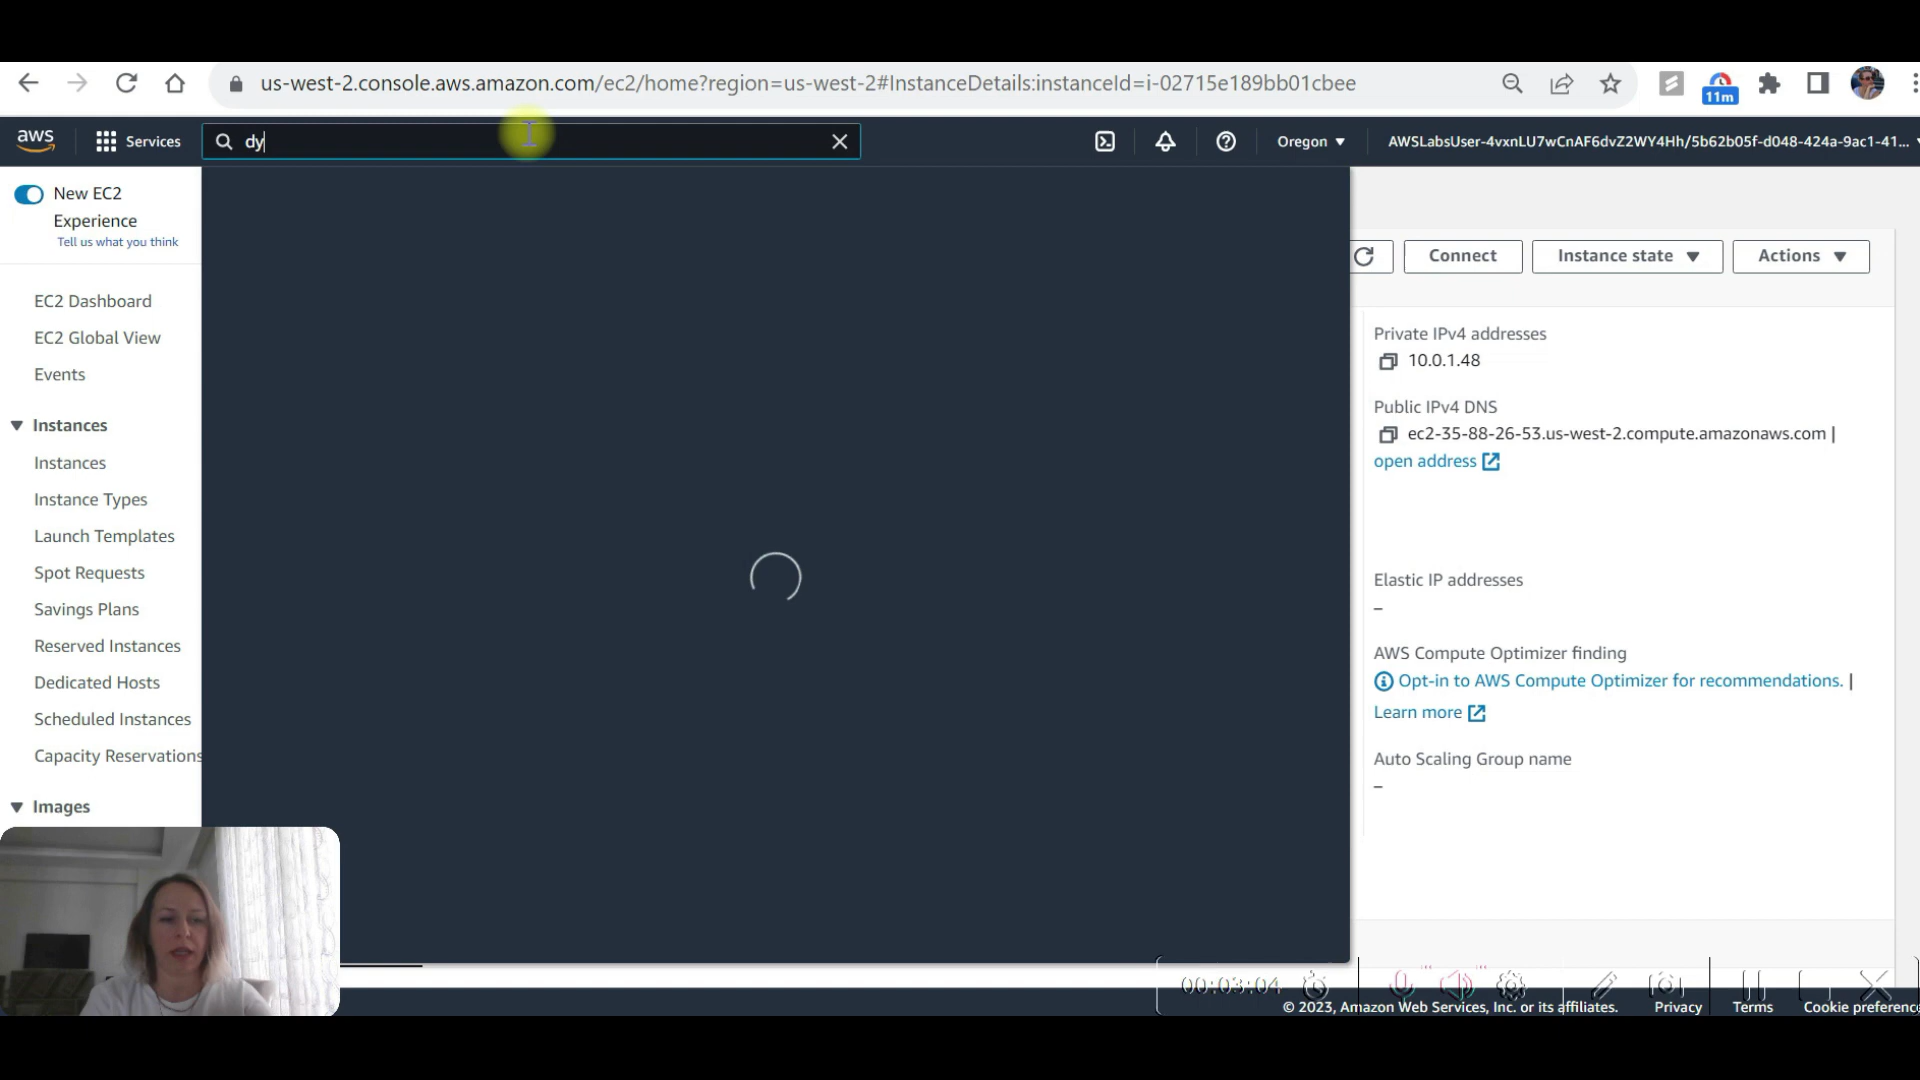 us-west-2.console.aws.amazon.com/ec2/home?region=us-west-2#InstanceDetails:instanceId=i-02715e189bb01cbee
11m
aws
Services
dy
Oregon
AWSLabsUser-4vxnLU7wCnAF6dvZ2WY4Hh/5b62b05f-d048-424a-9ac1-41...
New EC2
Experience
Tell us what you think
Connect
Instance state
Actions
EC2 Dashboard
EC2 Global View
Events
Instances
Instances
Instance Types
Launch Templates
Spot Requests
Savings Plans
Reserved Instances
Dedicated Hosts
Scheduled Instances
Capacity Reservations
Images
Private IPv4 addresses
10.0.1.48
Public IPv4 DNS
ec2-35-88-26-53.us-west-2.compute.amazonaws.com |
open address
Elastic IP addresses
–
AWS Compute Optimizer finding
Opt-in to AWS Compute Optimizer for recommendations. |
Learn more
Auto Scaling Group name
–
00:03:04
© 2023, Amazon Web Services, Inc. or its affiliates.
Privacy
Terms
Cookie preference